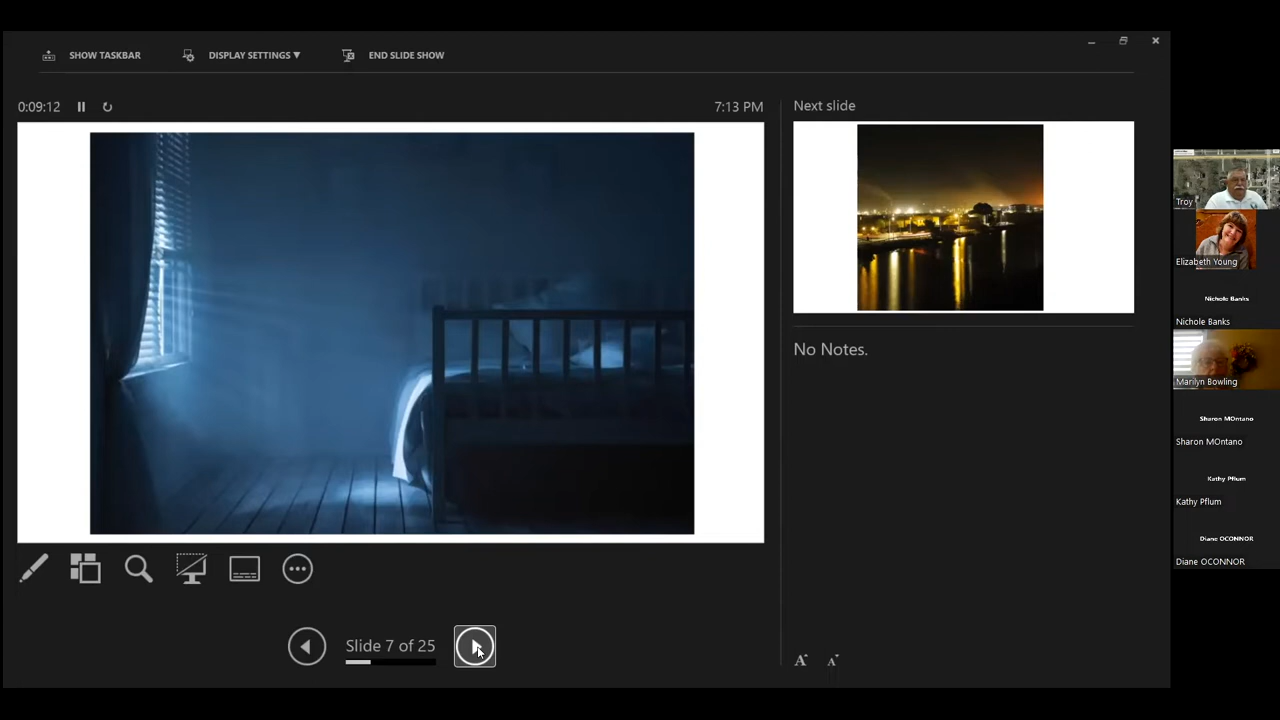 SHOW TASKBAR
DISPLAY SETTINGS ▼
END SLIDE SHOW
0:09:12
7:13 PM
Next slide
No Notes.
Slide 7 of 25
A
A
Troy
Elizabeth Young
Nichole Banks
Nichole Banks
Marilyn Bowling
Sharon MOntano
Sharon MOntano
Kathy Pflum
Kathy Pflum
Diane OCONNOR
Diane OCONNOR